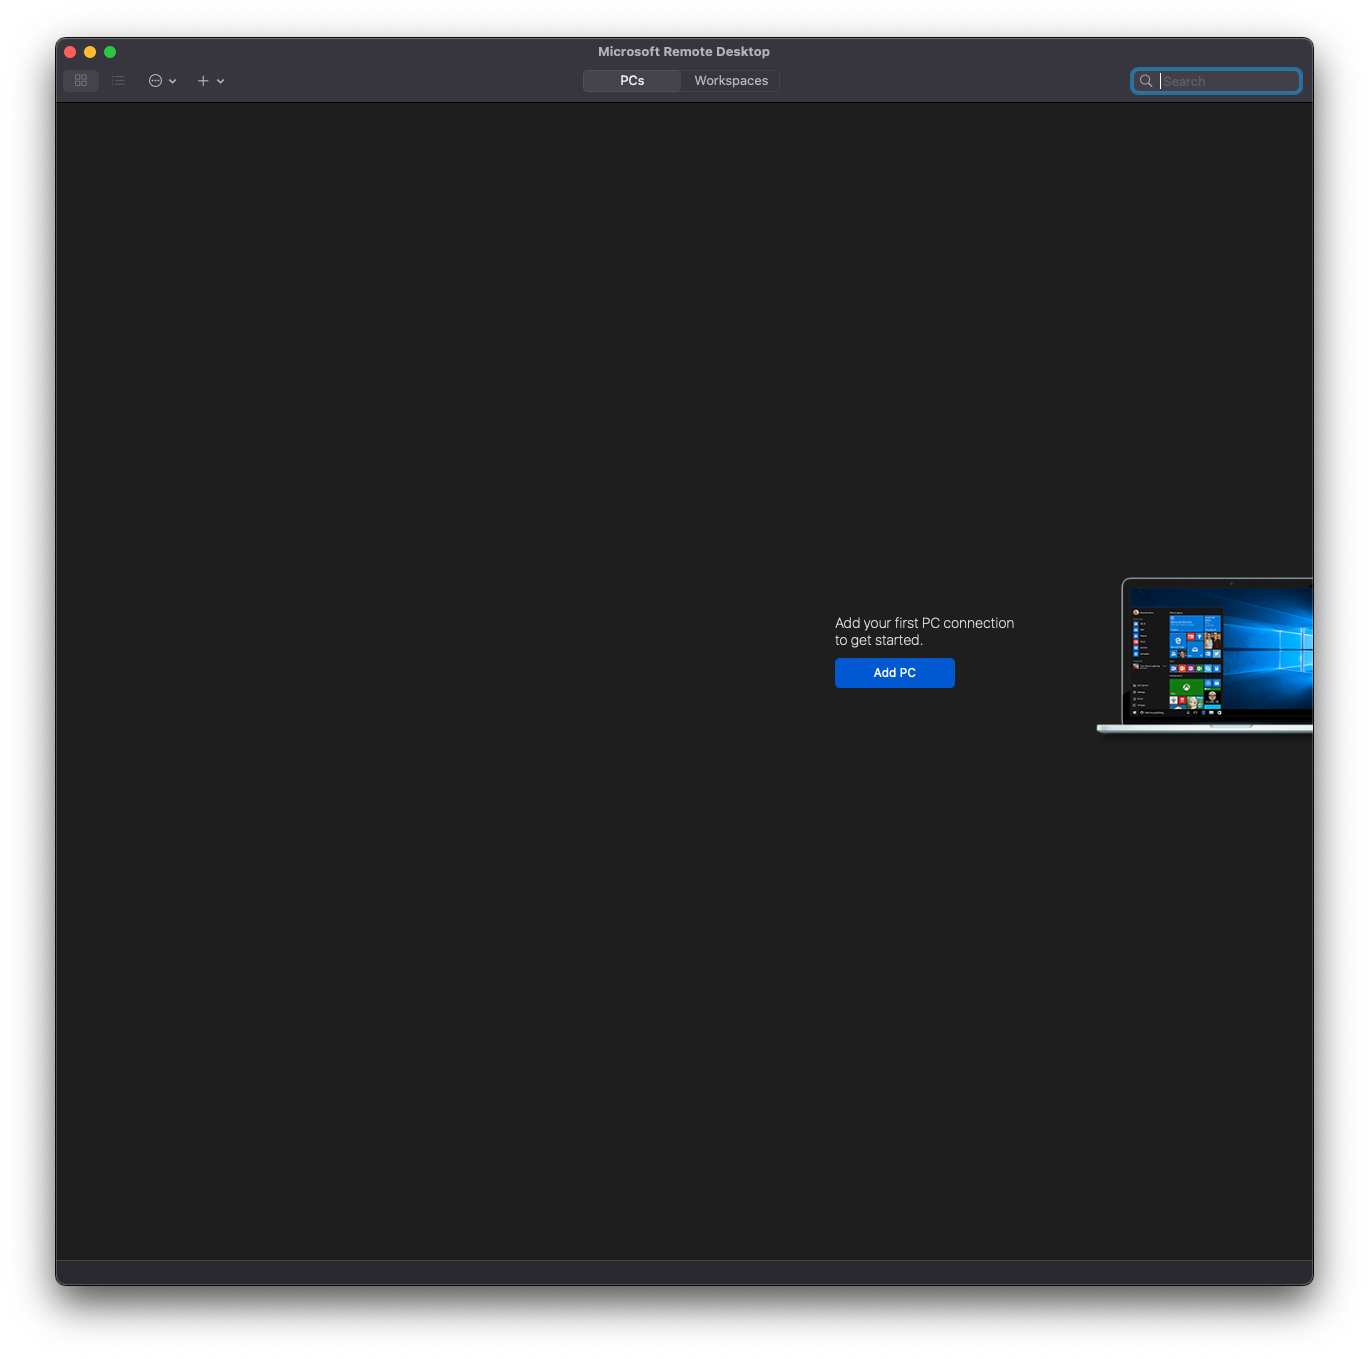 Microsoft Remote Desktop
PCs Workspaces
Search
Add your first PC connection
to get started.
Add PC